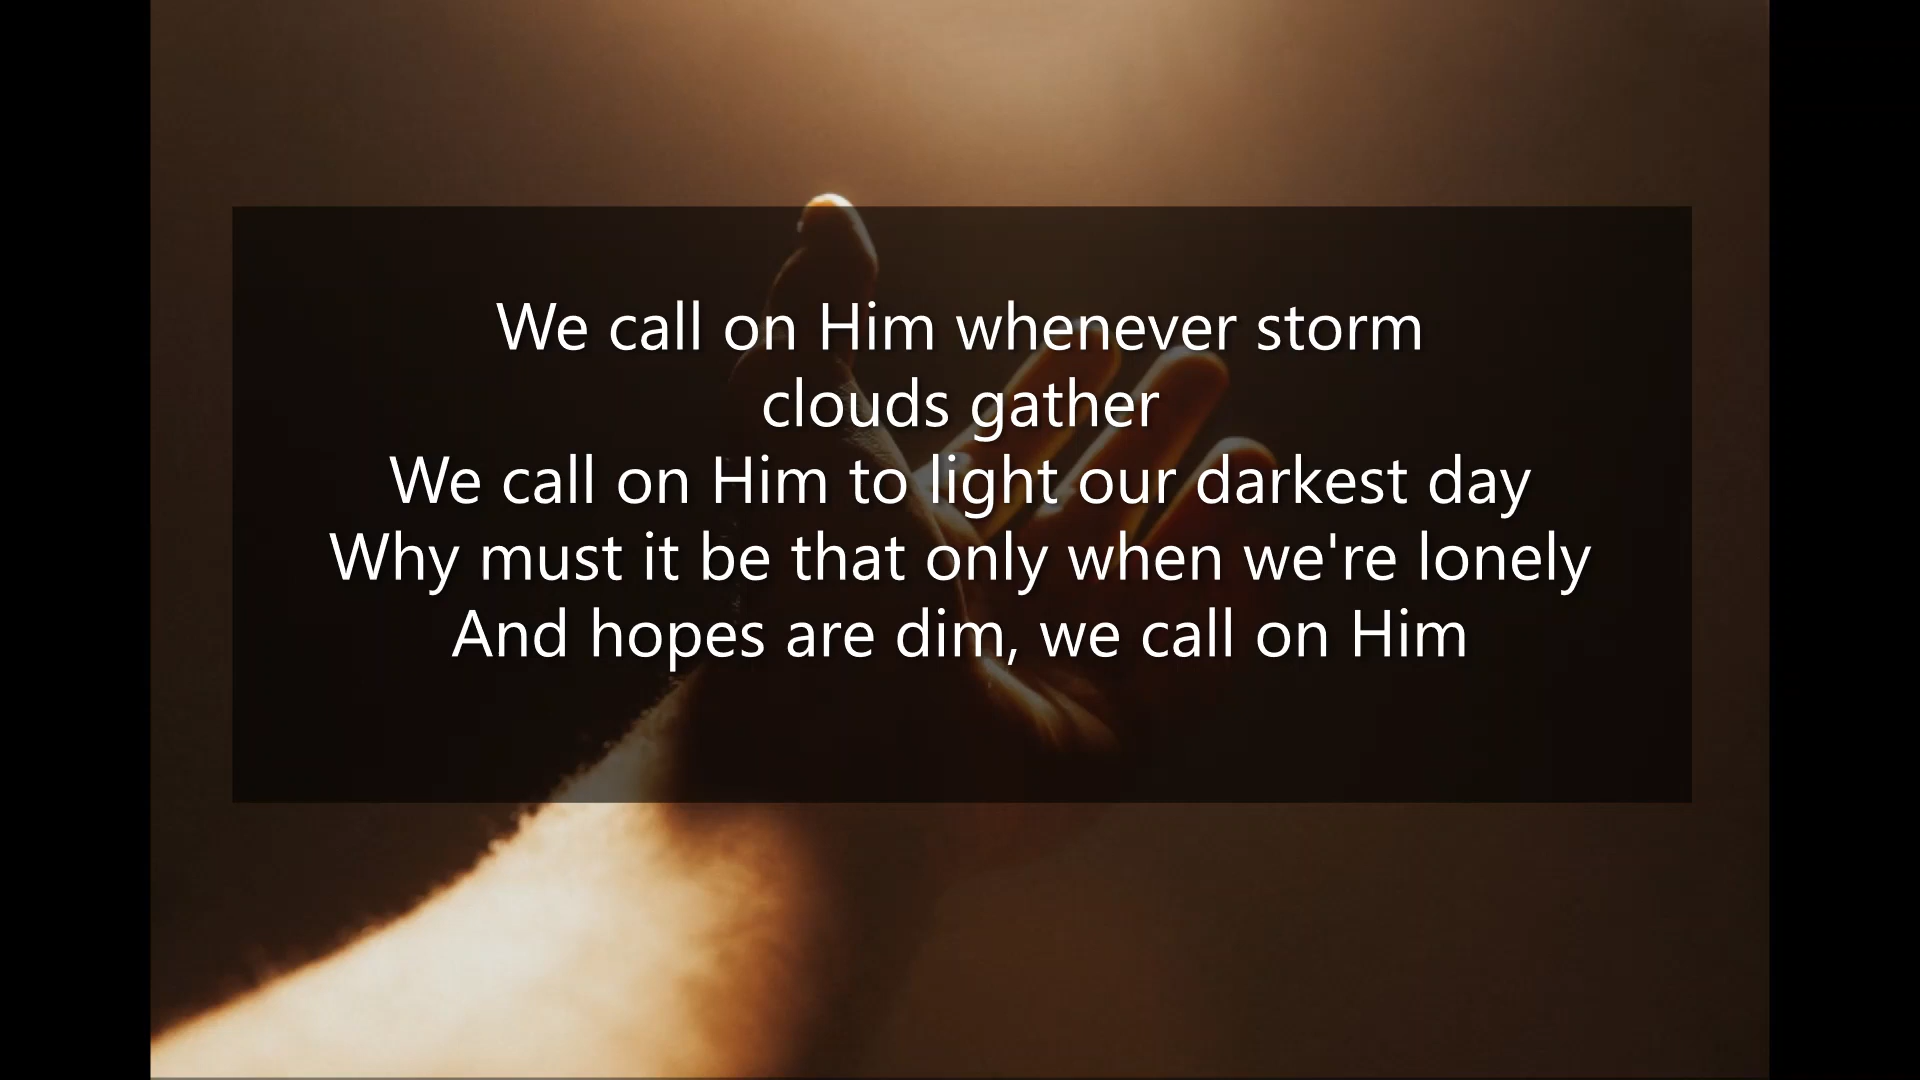 We call on Him whenever storm
clouds gather
We call on Him to light our darkest day
Why must it be that only when we're lonely
And hopes are dim, we call on Him